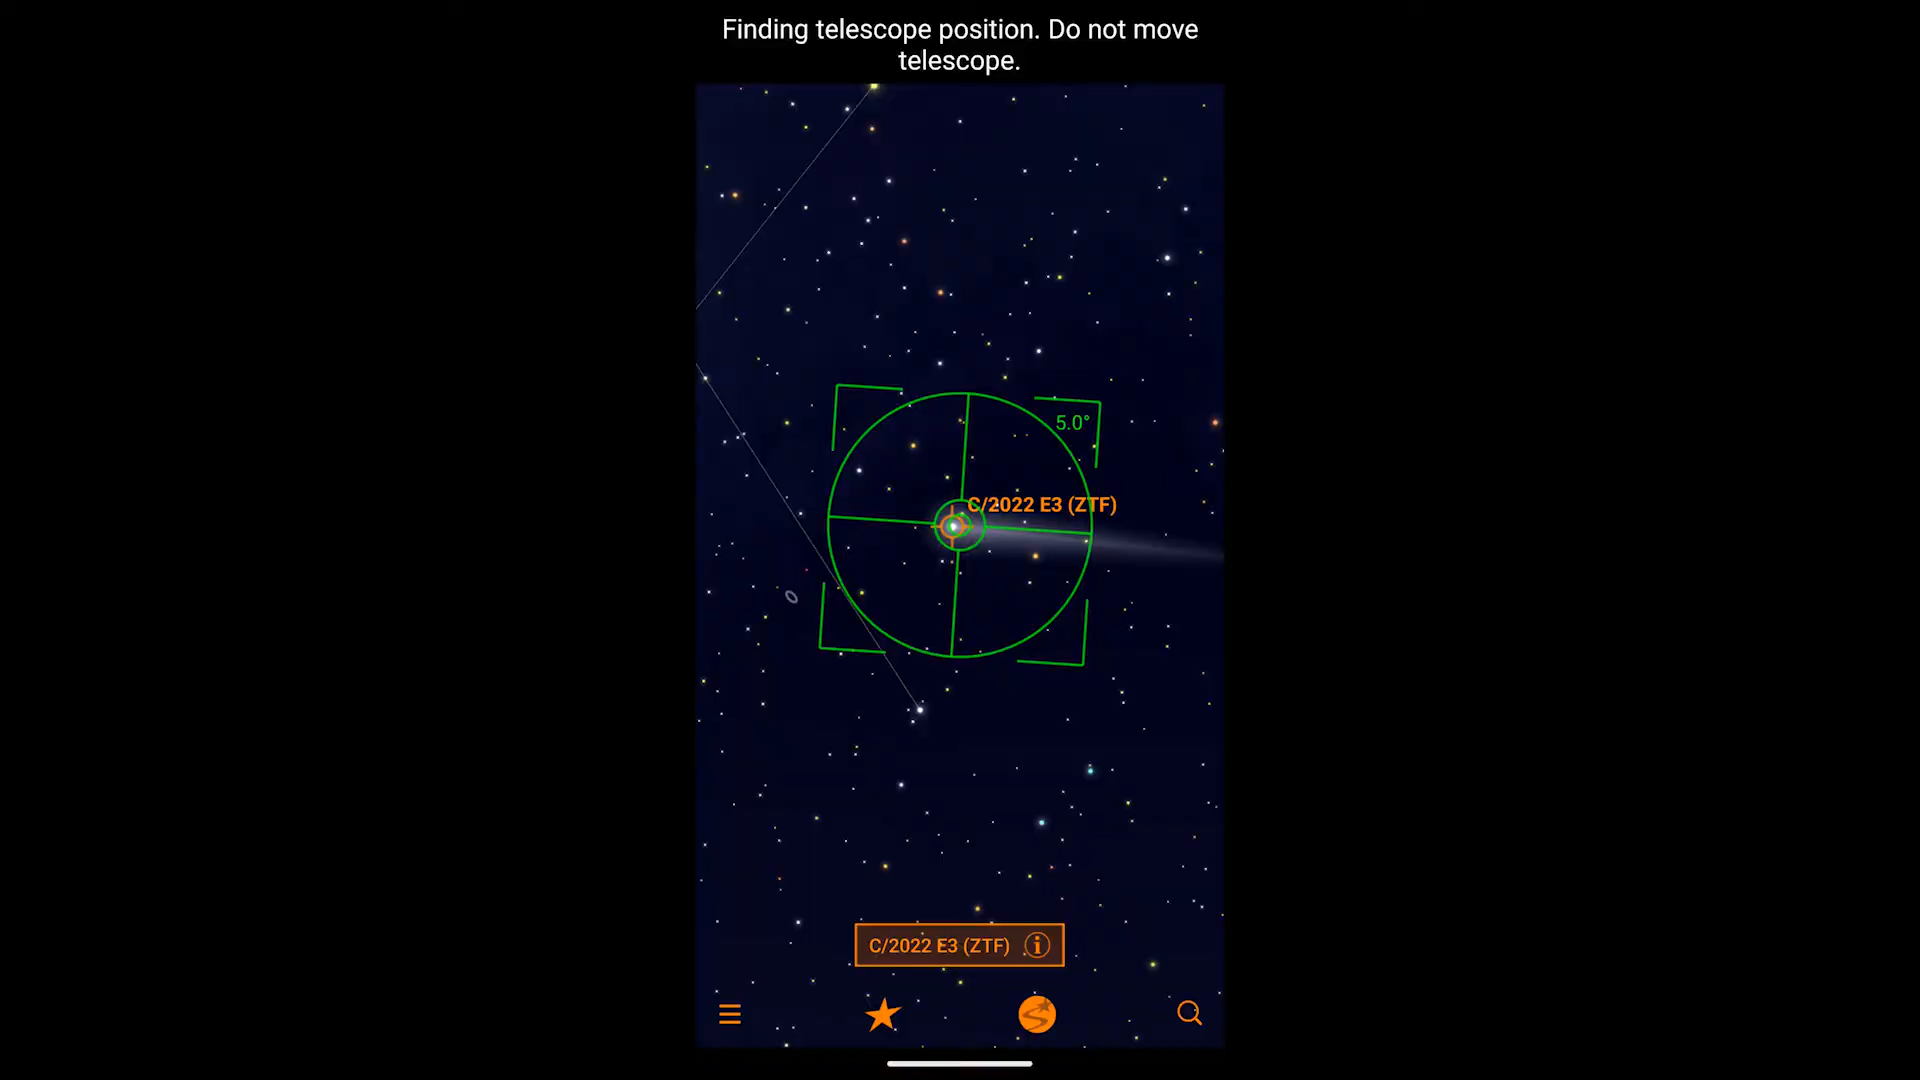 Finding telescope position. Do not move
telescope.
5.0°
C/2022 E3 (ZTF)
C/2022 E3 (ZTF)